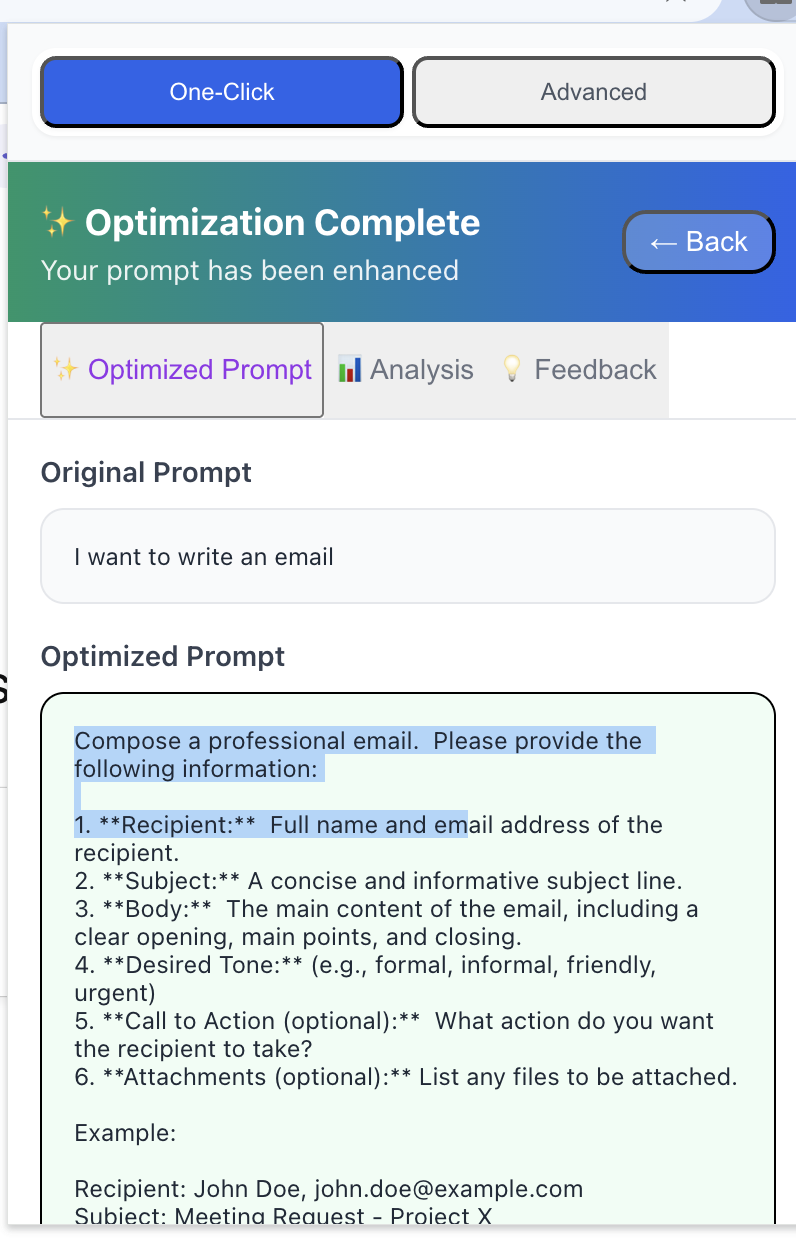 One-Click Advanced
✨ Optimization Complete
Your prompt has been enhanced
← Back
✨ Optimized Prompt 📊 Analysis 💡 Feedback
Original Prompt
I want to write an email
Optimized Prompt
Compose a professional email.  Please provide the
following information:
1. **Recipient:**  Full name and email address of the
recipient.
2. **Subject:** A concise and informative subject line.
3. **Body:**  The main content of the email, including a
clear opening, main points, and closing.
4. **Desired Tone:** (e.g., formal, informal, friendly,
urgent)
5. **Call to Action (optional):**  What action do you want
the recipient to take?
6. **Attachments (optional):** List any files to be attached.
Example:
Recipient: John Doe, john.doe@example.com
Subject: Meeting Request - Project X